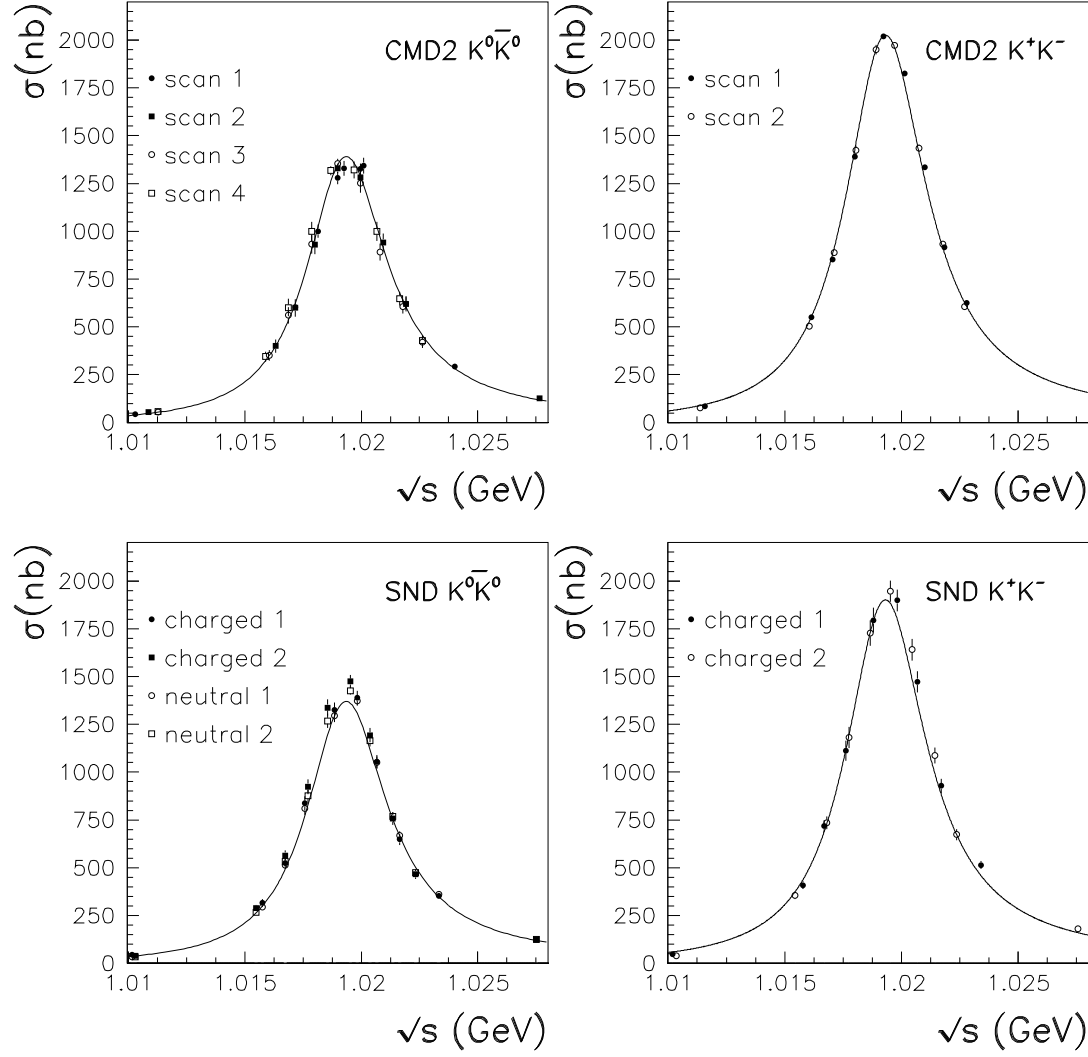 σ(nb)
CMD2 K⁰K̅⁰
scan 1
scan 2
scan 3
scan 4
2000
1750
1500
1250
1000
750
500
250
0
1.01
1.015
1.02
1.025
√s (GeV)
σ(nb)
CMD2 K⁺K⁻
scan 1
scan 2
2000
1750
1500
1250
1000
750
500
250
0
1.01
1.015
1.02
1.025
√s (GeV)
σ(nb)
SND K⁰K̅⁰
charged 1
charged 2
neutral 1
neutral 2
2000
1750
1500
1250
1000
750
500
250
0
1.01
1.015
1.02
1.025
√s (GeV)
σ(nb)
SND K⁺K⁻
charged 1
charged 2
2000
1750
1500
1250
1000
750
500
250
0
1.01
1.015
1.02
1.025
√s (GeV)